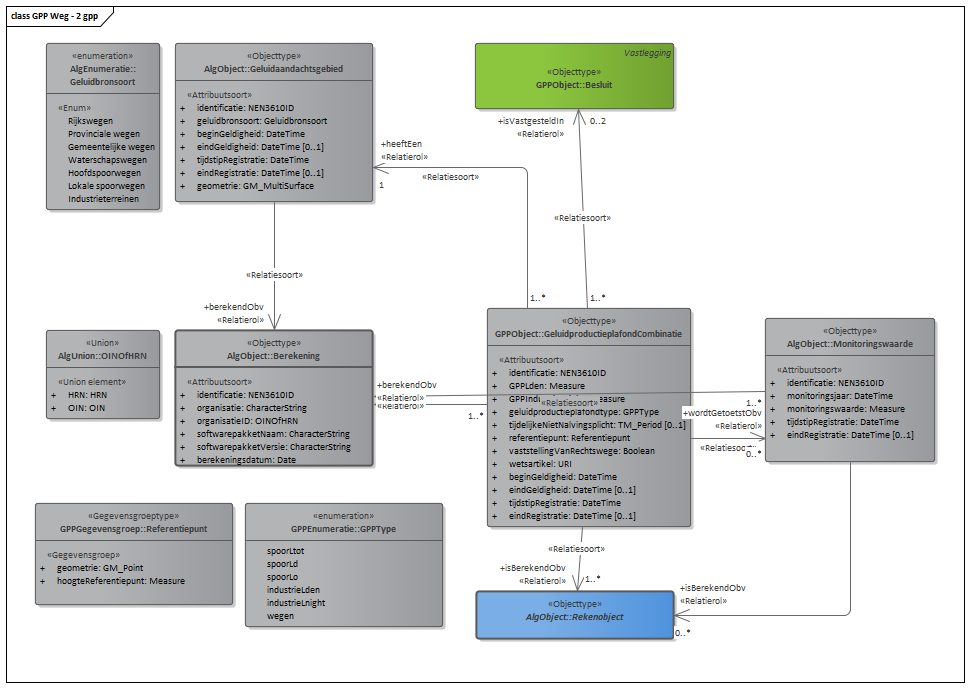 class GPP Weg - 2 gpp
«enumeration»
AlgEnumeratie::
Geluidbronsoort
«Enum»
Rijkswegen
Provinciale wegen
Gemeentelijke wegen
Waterschapswegen
Hoofdspoorwegen
Lokale spoorwegen
Industrieterreinen
«Objecttype»
AlgObject::Geluidaandachtsgebied
«Attribuutsoort»
+ identificatie: NEN3610ID
+ geluidbronsoort: Geluidbronsoort
+ beginGeldigheid: DateTime
+ eindGeldigheid: DateTime [0..1]
+ tijdstipRegistratie: DateTime
+ eindRegistratie: DateTime [0..1]
+ geometrie: GM_MultiSurface
Vastlegging
«Objecttype»
GPPObject::Besluit
+isVastgesteldIn
«Relatierol»
0..2
+heeftEen
«Relatierol»
1
«Relatiesoort»
«Relatiesoort»
«Relatiesoort»
1..*
1..*
+berekendObv
«Relatierol»
«Union»
AlgUnion::OINOfHRN
«Union element»
+ HRN: HRN
+ OIN: OIN
«Objecttype»
AlgObject::Berekening
«Attribuutsoort»
+ identificatie: NEN3610ID
+ organisatie: CharacterString
+ organisatieID: OINOfHRN
+ softwarepakketNaam: CharacterString
+ softwarepakketVersie: CharacterString
+ berekeningsdatum: Date
+berekendObv
«Relatierol»
«Relatierol»
1..*
«Objecttype»
GPPObject::GeluidproductieplafondCombinatie
«Attribuutsoort»
+ identificatie: NEN3610ID
+ GPPLden: Measure
+ GPPInd
easure
«Relatiesoort»
+ geluidproductieplafondtype: GPPType
+ tijdelijkeNietNalvingsplicht: TM_Period [0..1]
+ referentiepunt: Referentiepunt
+ vaststellingVanRechtswege: Boolean
+ wetsartikel: URI
+ beginGeldigheid: DateTime
+ eindGeldigheid: DateTime [0..1]
+ tijdstipRegistratie: DateTime
+ eindRegistratie: DateTime [0..1]
1..*
+wordtGetoetstObv
«Relatierol»
«Relatiesoort
0..*
«Objecttype»
AlgObject::Monitoringswaarde
«Attribuutsoort»
+ identificatie: NEN3610ID
+ monitoringsjaar: DateTime
+ monitoringswaarde: Measure
+ tijdstipRegistratie: DateTime
+ eindRegistratie: DateTime [0..1]
«Gegevensgroeptype»
GPPGegevensgroep::Referentiepunt
«Gegevensgroep»
+ geometrie: GM_Point
+ hoogteReferentiepunt: Measure
«enumeration»
GPPEnumeratie::GPPType
spoorLtot
spoorLd
spoorLo
industrieLden
industrieLnight
wegen
«Relatiesoort»
+isBerekendObv
«Relatierol»
1..*
«Objecttype»
AlgObject::Rekenobject
+isBerekendObv
«Relatierol»
0..*